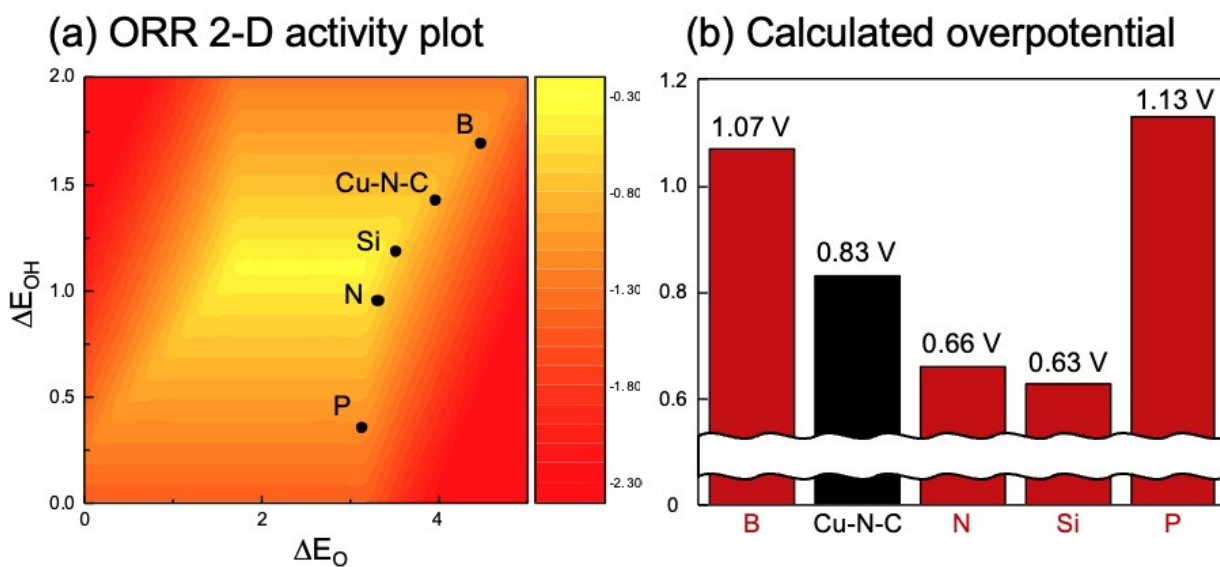 (a) ORR 2-D activity plot
2.0
1.5
1.0
0.5
0.0
ΔE_OH
0
2
4
ΔE_O
B
Cu-N-C
Si
N
P
-0.30
-0.80
-1.30
-1.80
-2.30
(b) Calculated overpotential
1.2
1.0
0.8
0.6
0
1.07 V
0.83 V
0.66 V
0.63 V
1.13 V
B
Cu-N-C
N
Si
P